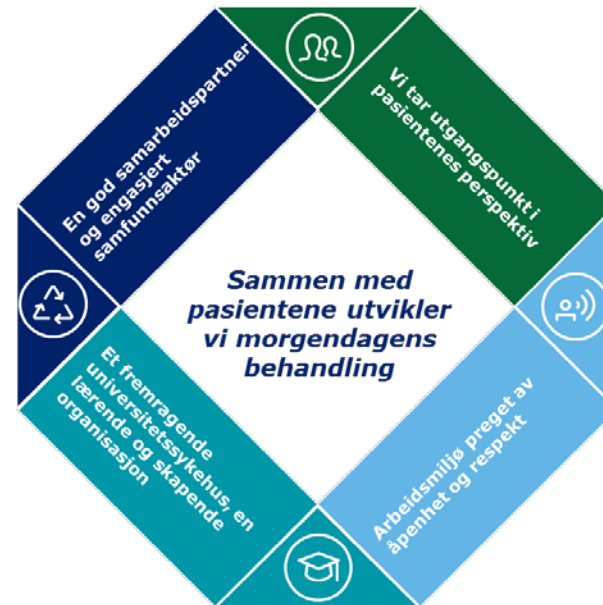 En god samarbeidspartner
og engasjert
samfunnsaktør
Vi tar utgangspunkt i
pasientenes perspektiv
Sammen med
pasientene utvikler
vi morgendagens
behandling
Et fremragende
universitetssykehus, en
lærende og skapende
organisasjon
Arbeidsmiljø preget av
åpenhet og respekt